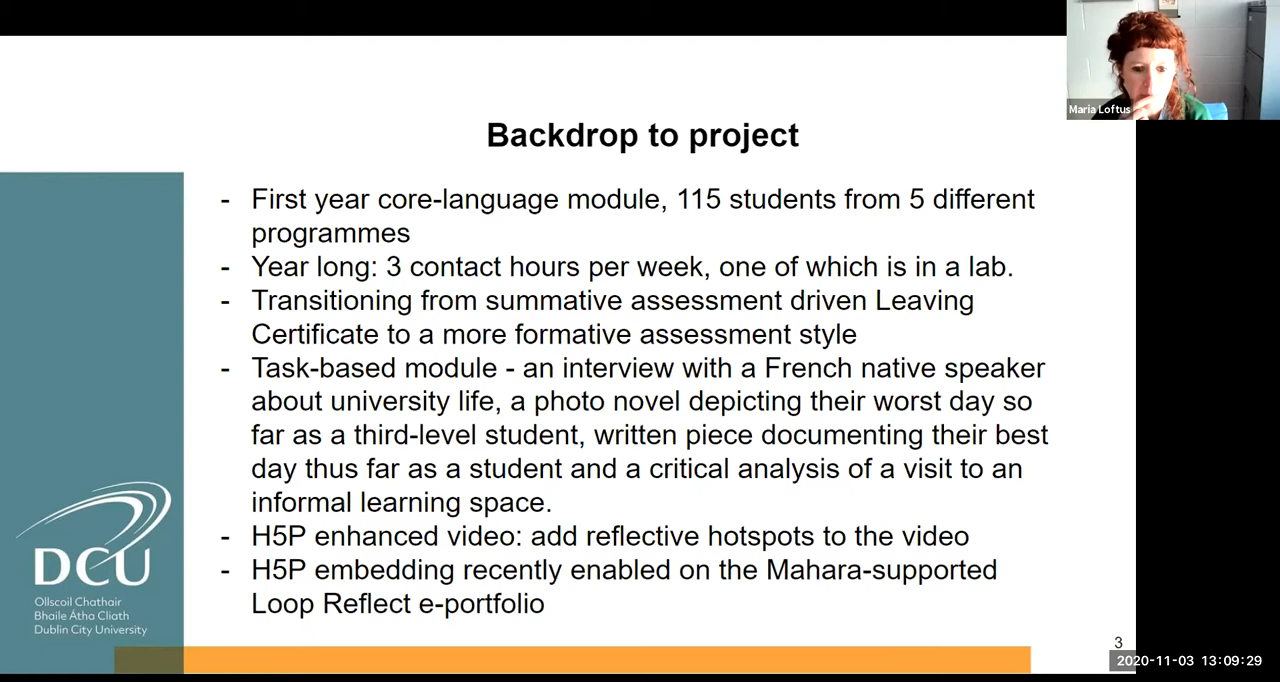 Maria Loftus
Backdrop to project
- First year core-language module, 115 students from 5 different
programmes
- Year long: 3 contact hours per week, one of which is in a lab.
- Transitioning from summative assessment driven Leaving
Certificate to a more formative assessment style
- Task-based module - an interview with a French native speaker
about university life, a photo novel depicting their worst day so
far as a third-level student, written piece documenting their best
day thus far as a student and a critical analysis of a visit to an
informal learning space.
- H5P enhanced video: add reflective hotspots to the video
- H5P embedding recently enabled on the Mahara-supported
Loop Reflect e-portfolio
DCU
Ollscoil Chathair
Bhaile Átha Cliath
Dublin City University
3
2020-11-03 13:09:29